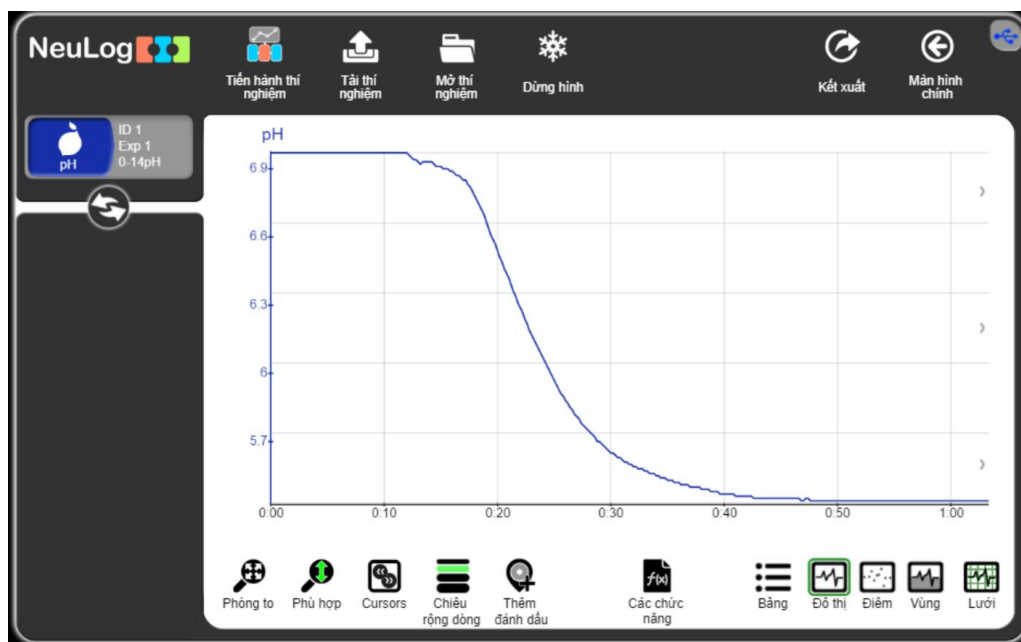 NeuLog
Tiến hành thí
nghiệm
Tải thí
nghiệm
Mở thí
nghiệm
Dừng hình
Kết xuất
Màn hình
chính
pH
ID 1
Exp 1
0-14pH
pH
6.9
6.6
6.3
6
5.7
0:00 0:10 0:20 0:30 0:40 0:50 1:00
Phóng to
Phù hợp
Cursors
Chiều
rộng dòng
Thêm
đánh dấu
f(x)
Các chức
năng
Bảng
Đồ thị
Điểm
Vùng
Lưới